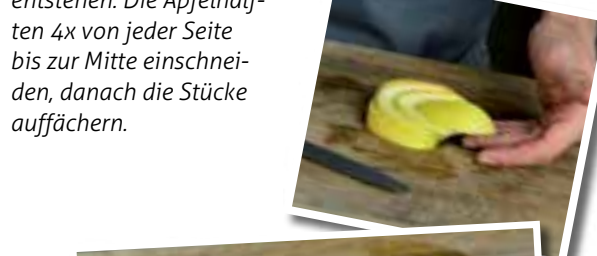 entstehen. Die Apfelhälf-
ten 4x von jeder Seite
bis zur Mitte einschnei-
den, danach die Stücke
auffächern.